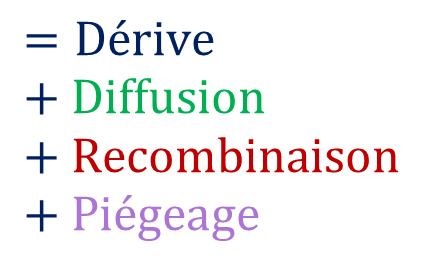 = Dérive
+ Diffusion
+ Recombinaison
+ Piégeage